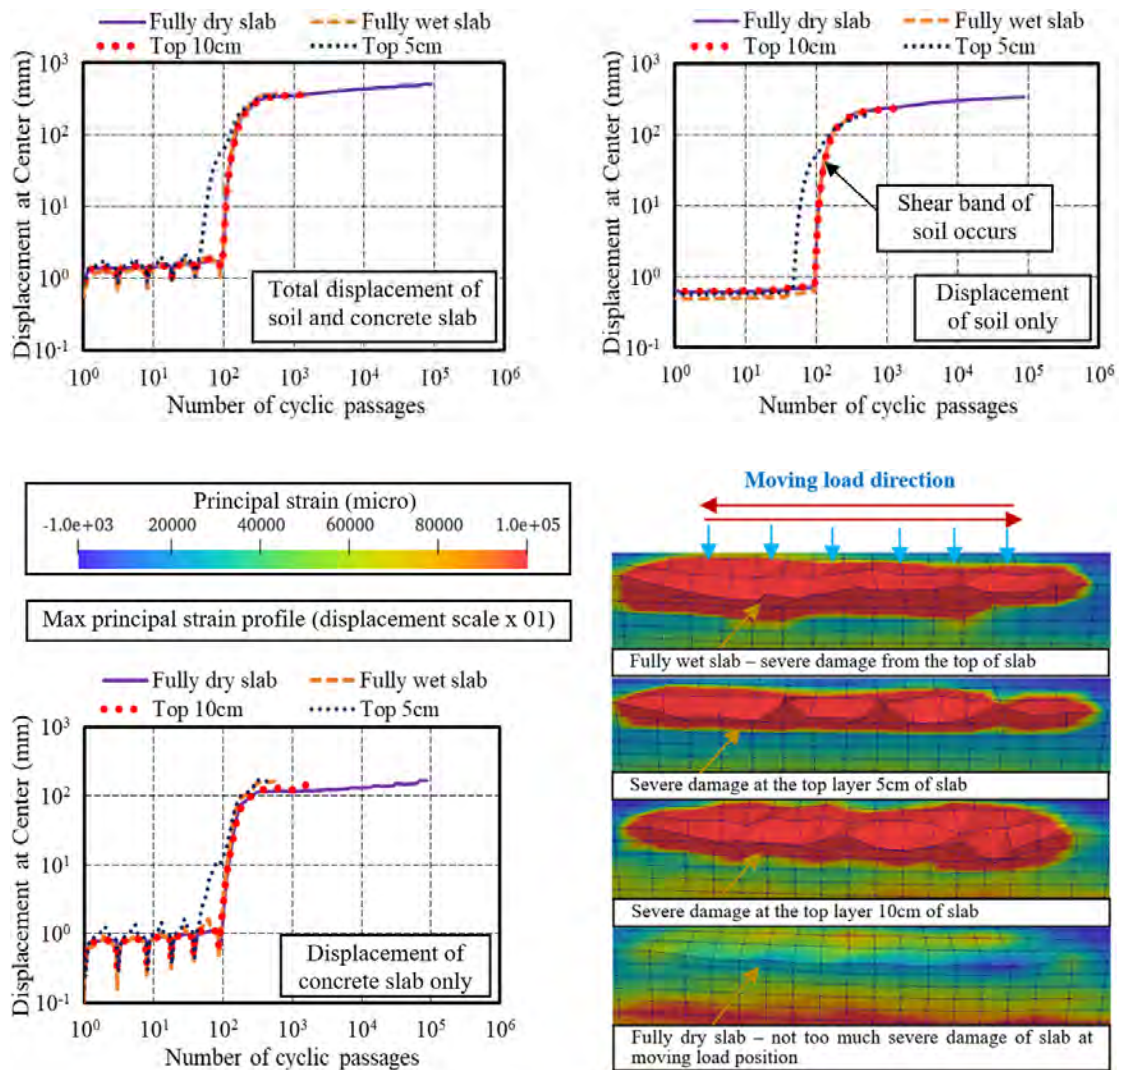 Fully dry slab
Fully wet slab
Top 10cm
Top 5cm
Displacement at Center (mm)
10³
10²
10¹
10⁰
10⁻¹
Total displacement of
soil and concrete slab
10⁰ 10¹ 10² 10³ 10⁴ 10⁵ 10⁶
Number of cyclic passages
Fully dry slab
Fully wet slab
Top 10cm
Top 5cm
Displacement at Center (mm)
10³
10²
10¹
10⁰
10⁻¹
Shear band of
soil occurs
Displacement
of soil only
10⁰ 10¹ 10² 10³ 10⁴ 10⁵ 10⁶
Number of cyclic passages
Principal strain (micro)
-1.0e+03 20000 40000 60000 80000 1.0e+05
Max principal strain profile (displacement scale x 01)
Fully dry slab
Fully wet slab
Top 10cm
Top 5cm
Displacement at Center (mm)
10³
10²
10¹
10⁰
10⁻¹
Displacement of
concrete slab only
10⁰ 10¹ 10² 10³ 10⁴ 10⁵ 10⁶
Number of cyclic passages
Moving load direction
Fully wet slab – severe damage from the top of slab
Severe damage at the top layer 5cm of slab
Severe damage at the top layer 10cm of slab
Fully dry slab – not too much severe damage of slab at
moving load position